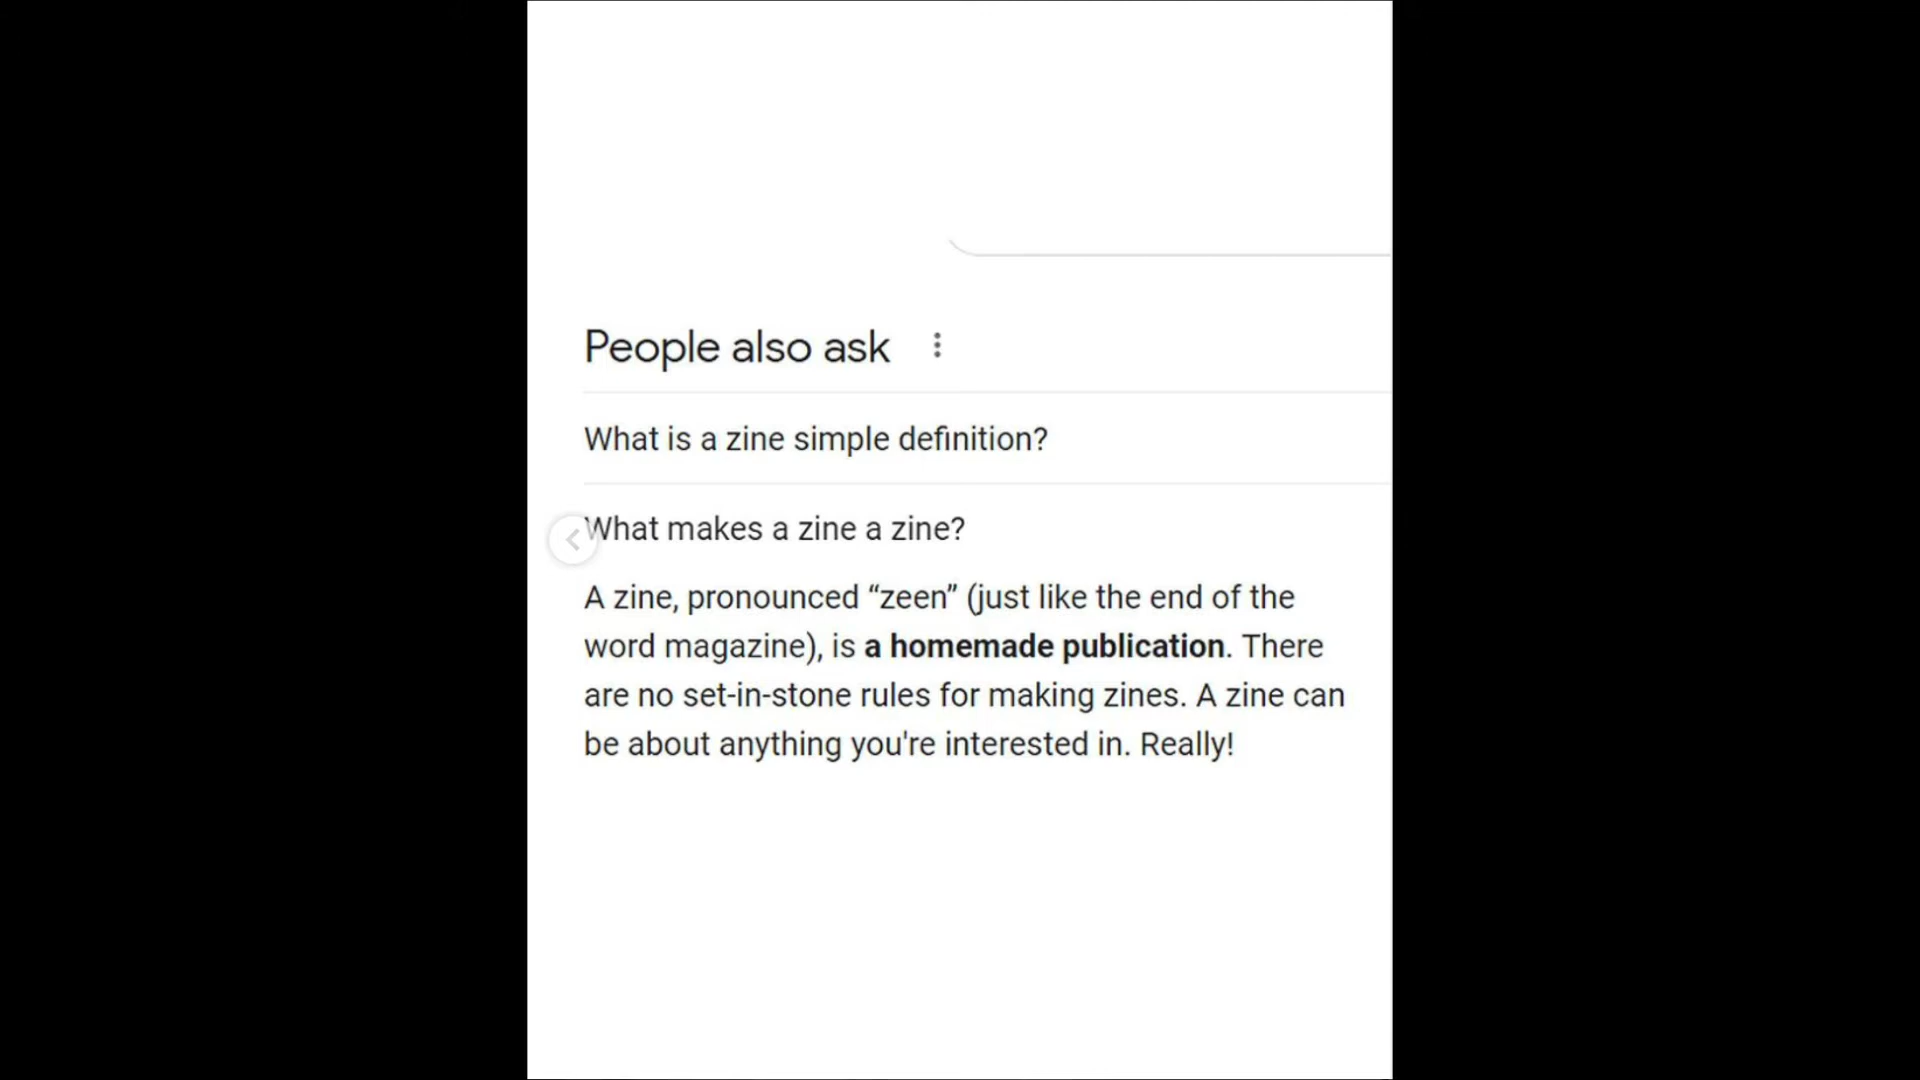 People also ask
What is a zine simple definition?
What makes a zine a zine?
A zine, pronounced “zeen” (just like the end of the
word magazine), is a homemade publication. There
are no set-in-stone rules for making zines. A zine can
be about anything you're interested in. Really!